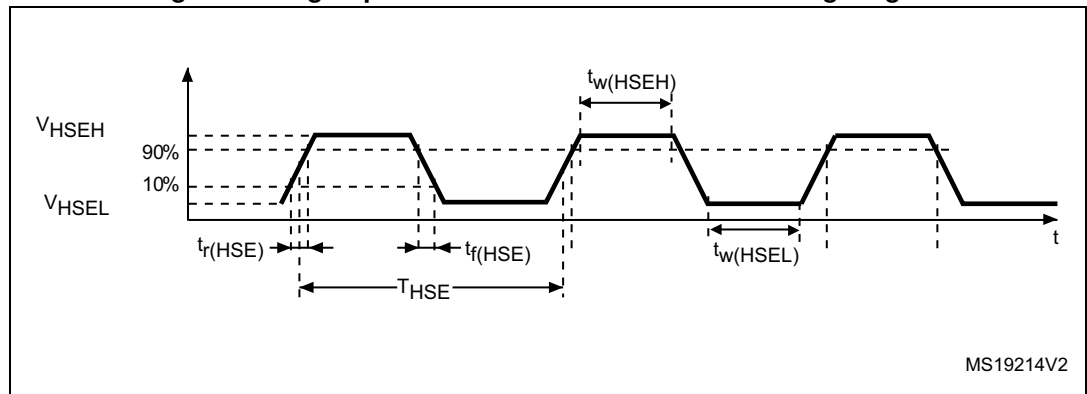 tw(HSEH)
VHSEH
90%
10%
VHSEL
tr(HSE)
tf(HSE)
tw(HSEL)
t
THSE
MS19214V2